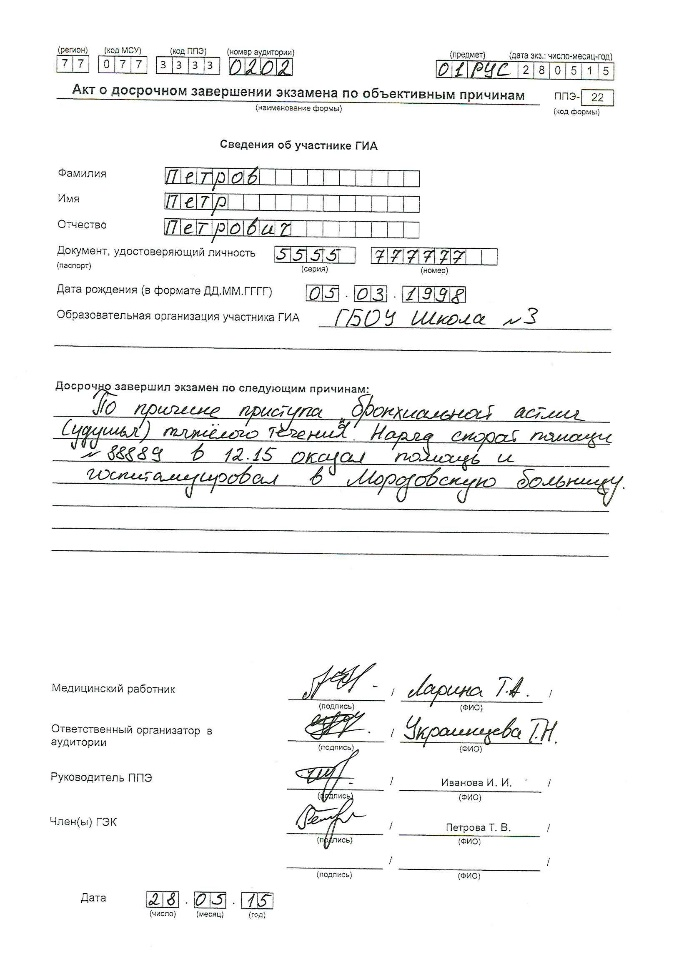 (регион) (код МСУ) (код ППЭ) (номер аудитории) (предмет) (дата экз.: число-месяц-год)
77 077 3333 0202 01 РУС 280515
Акт о досрочном завершении экзамена по объективным причинам ППЭ- 22
(наименование формы) (код формы)
Сведения об участнике ГИА
Фамилия Петров
Имя Петр
Отчество Петрович
Документ, удостоверяющий личность 5555 777777
(паспорт) (серия) (номер)
Дата рождения (в формате ДД.ММ.ГГГГ) 05.03.1998
Образовательная организация участника ГИА ГБОУ Школа №3
Досрочно завершил экзамен по следующим причинам:
По причине приступа бронхиальной астмы
(удушья) тяжёлого течения. Наряд скорой помощи
№ 88889 в 12.15 оказал помощь и
госпитализировал в Морозовскую больницу.
Медицинский работник / Ларина Т.А. /
(подпись) (ФИО)
Ответственный организатор в / Украинцева Т.Н.
аудитории (подпись) (ФИО)
Руководитель ППЭ / Иванова И. И. /
(подпись) (ФИО)
Член(ы) ГЭК / Петрова Т. В. /
(подпись) (ФИО)
/ /
(подпись) (ФИО)
Дата 28.05.15
(число) (месяц) (год)